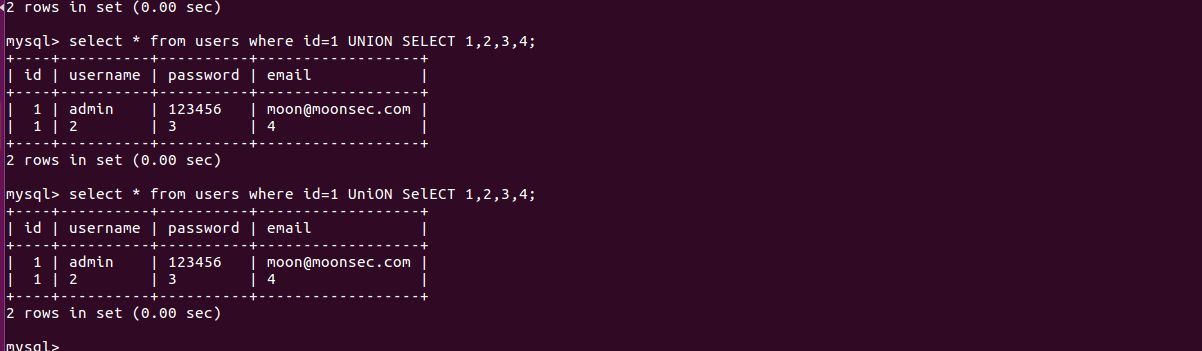 2 rows in set (0.00 sec)
mysql> select * from users where id=1 UNION SELECT 1,2,3,4;
+----+----------+----------+------------------+
| id | username | password | email            |
+----+----------+----------+------------------+
|  1 | admin    | 123456   | moon@moonsec.com |
|  1 | 2        | 3        | 4                |
+----+----------+----------+------------------+
2 rows in set (0.00 sec)
mysql> select * from users where id=1 UniON SelECT 1,2,3,4;
+----+----------+----------+------------------+
| id | username | password | email            |
+----+----------+----------+------------------+
|  1 | admin    | 123456   | moon@moonsec.com |
|  1 | 2        | 3        | 4                |
+----+----------+----------+------------------+
2 rows in set (0.00 sec)
mysql>